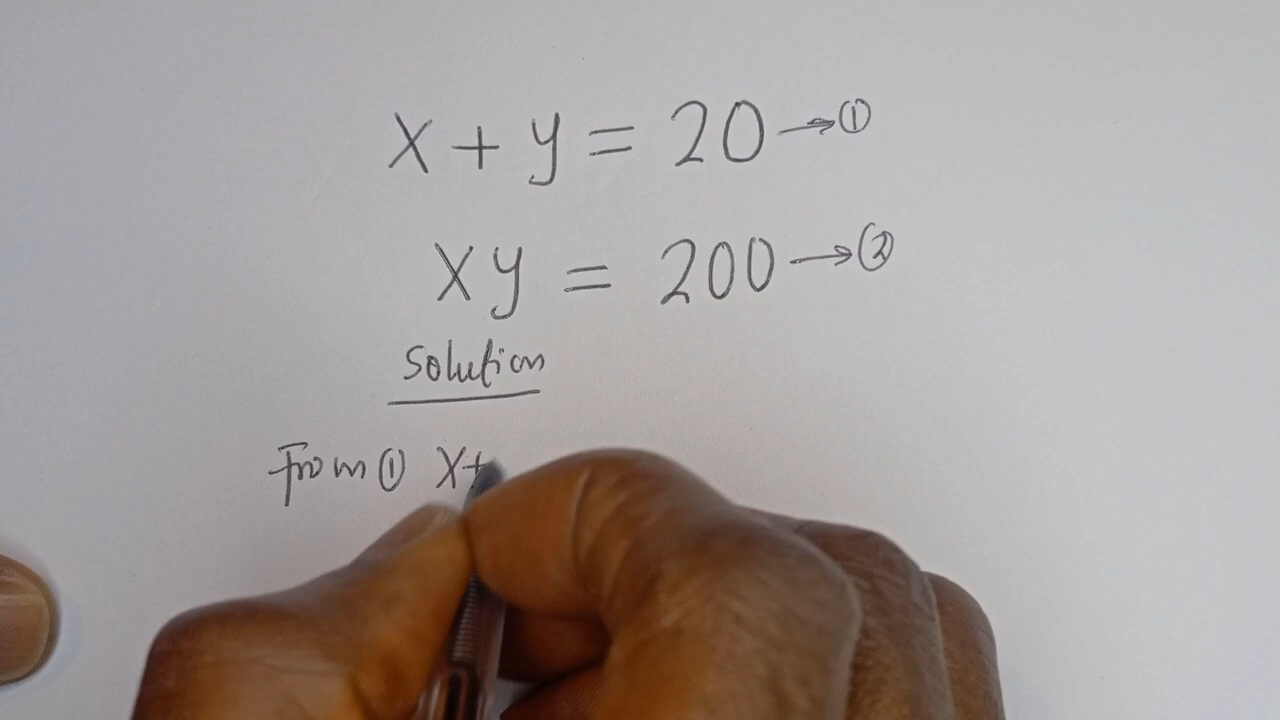 x + y = 20 → ①
xy = 200 → ②
Solution
From ① x+